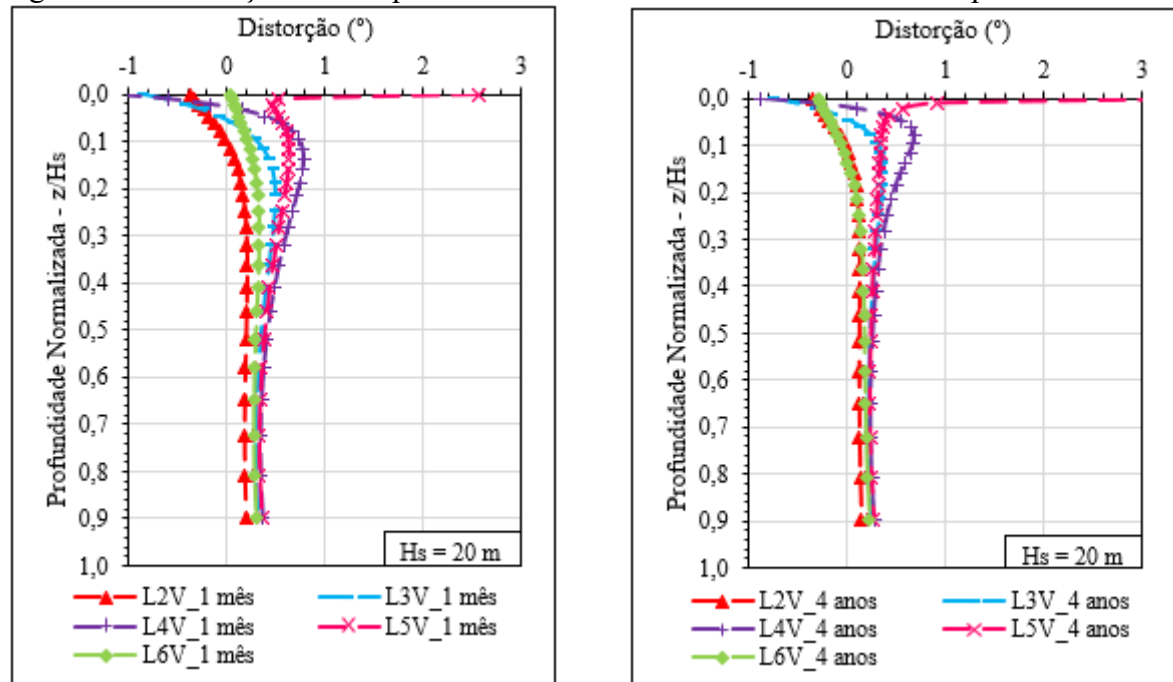 Distorção (°)
-1 0 1 2 3
0,0
0,1
0,2
0,3
0,4
0,5
0,6
0,7
0,8
0,9
1,0
Profundidade Normalizada - z/Hs
Hs = 20 m
L2V_1 mês L3V_1 mês
L4V_1 mês L5V_1 mês
L6V_1 mês
Distorção (°)
-1 0 1 2 3
0,0
0,1
0,2
0,3
0,4
0,5
0,6
0,7
0,8
0,9
1,0
Profundidade Normalizada - z/Hs
Hs = 20 m
L2V_4 anos L3V_4 anos
L4V_4 anos L5V_4 anos
L6V_4 anos